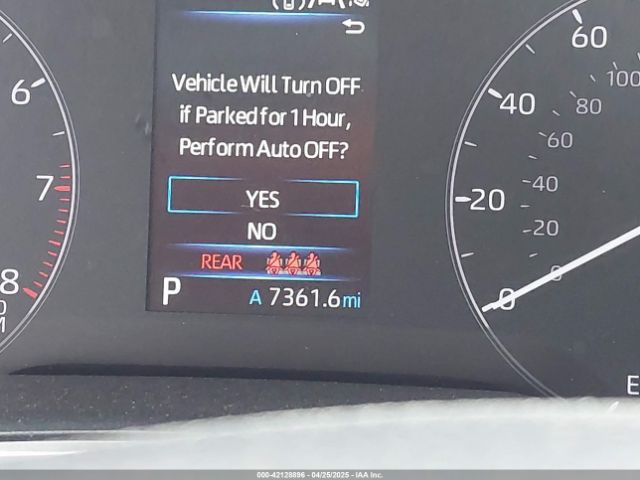 60
100
80
60
40
40
20
20
0
0
E
6
7
8
Vehicle Will Turn OFF
if Parked for 1 Hour,
Perform Auto OFF?
YES
NO
REAR
P A 7361.6 mi
000-42128896 - 04/25/2025 - IAA Inc.